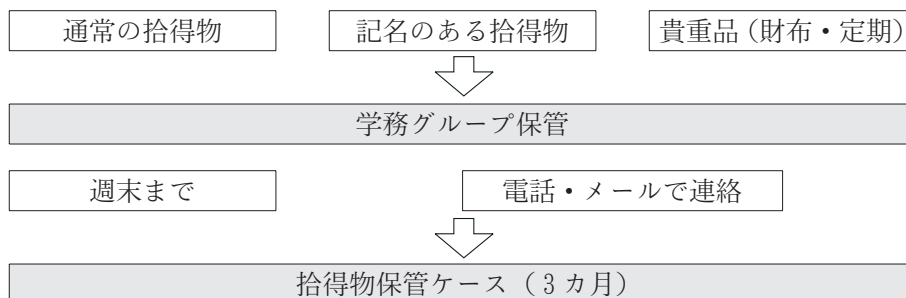 通常の拾得物 記名のある拾得物 貴重品（財布・定期）
学務グループ保管
週末まで 電話・メールで連絡
拾得物保管ケース（3カ月）